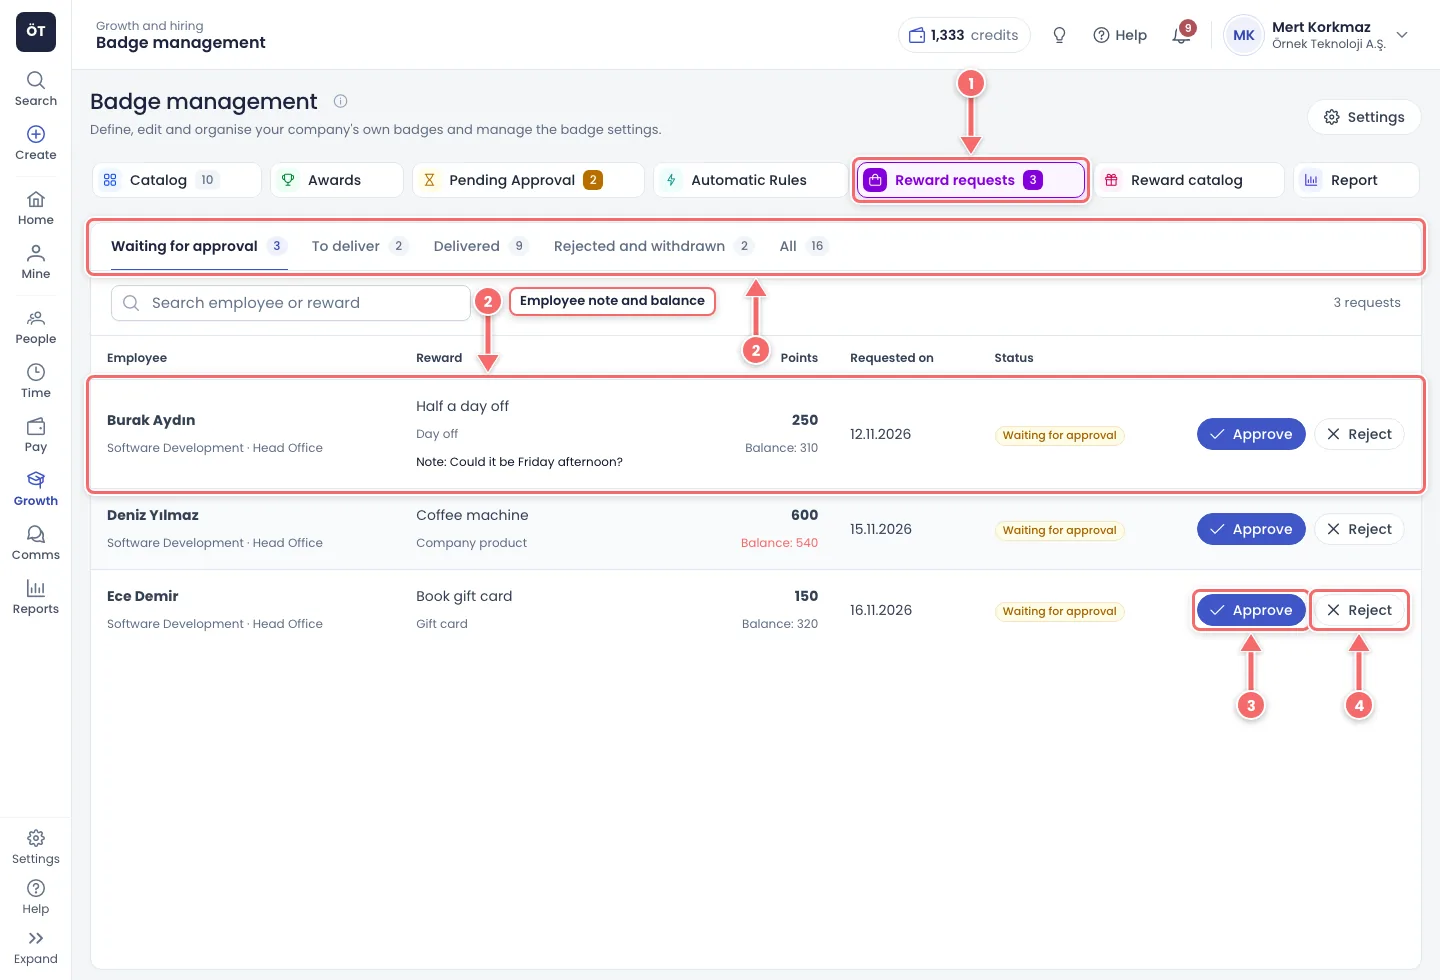 ÖT
Search
Create
Home
Mine
People
Time
Pay
Growth
Comms
Reports
Settings
Help
Expand
Growth and hiring
Badge management
1,333 credits
Help
9
MK
Mert Korkmaz
Örnek Teknoloji A.Ş.
Badge management
Define, edit and organise your company's own badges and manage the badge settings.
1
Settings
Catalog 10
Awards
Pending Approval 2
Automatic Rules
Reward requests 3
Reward catalog
Report
Waiting for approval 3
To deliver 2
Delivered 9
Rejected and withdrawn 2
All 16
Search employee or reward
2
Employee note and balance
3 requests
2
Employee Reward Points Requested on Status
Burak Aydın
Software Development · Head Office
Half a day off
Day off
Note: Could it be Friday afternoon?
250
Balance: 310
12.11.2026
Waiting for approval
Approve
Reject
Deniz Yılmaz
Software Development · Head Office
Coffee machine
Company product
600
Balance: 540
15.11.2026
Waiting for approval
Approve
Reject
Ece Demir
Software Development · Head Office
Book gift card
Gift card
150
Balance: 320
16.11.2026
Waiting for approval
Approve
Reject
3
4